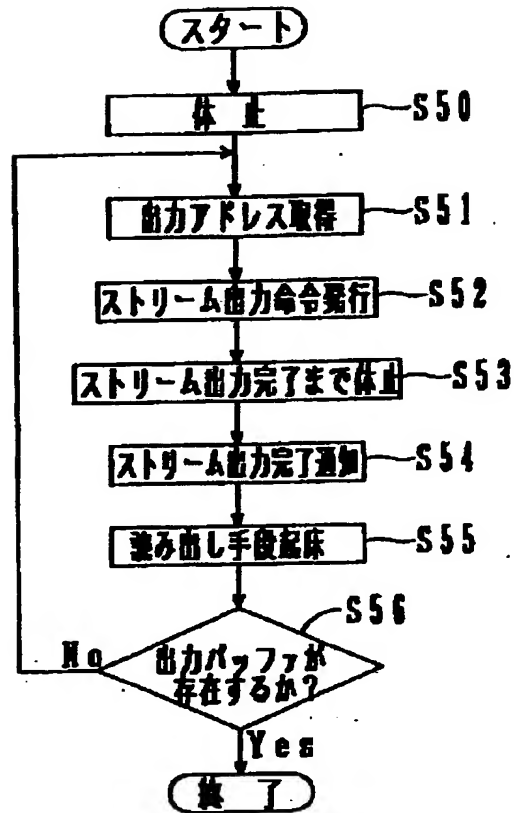 スタート
休止
S50
出力アドレス取得
S51
ストリーム出力命令発行
S52
ストリーム出力完了まで休止
S53
ストリーム出力完了通知
S54
読み出し手段起床
S55
S56
出力バッファが
存在するか?
No
Yes
終了